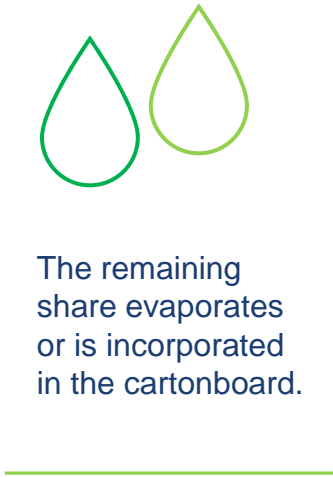 The remaining
share evaporates
or is incorporated
in the cartonboard.